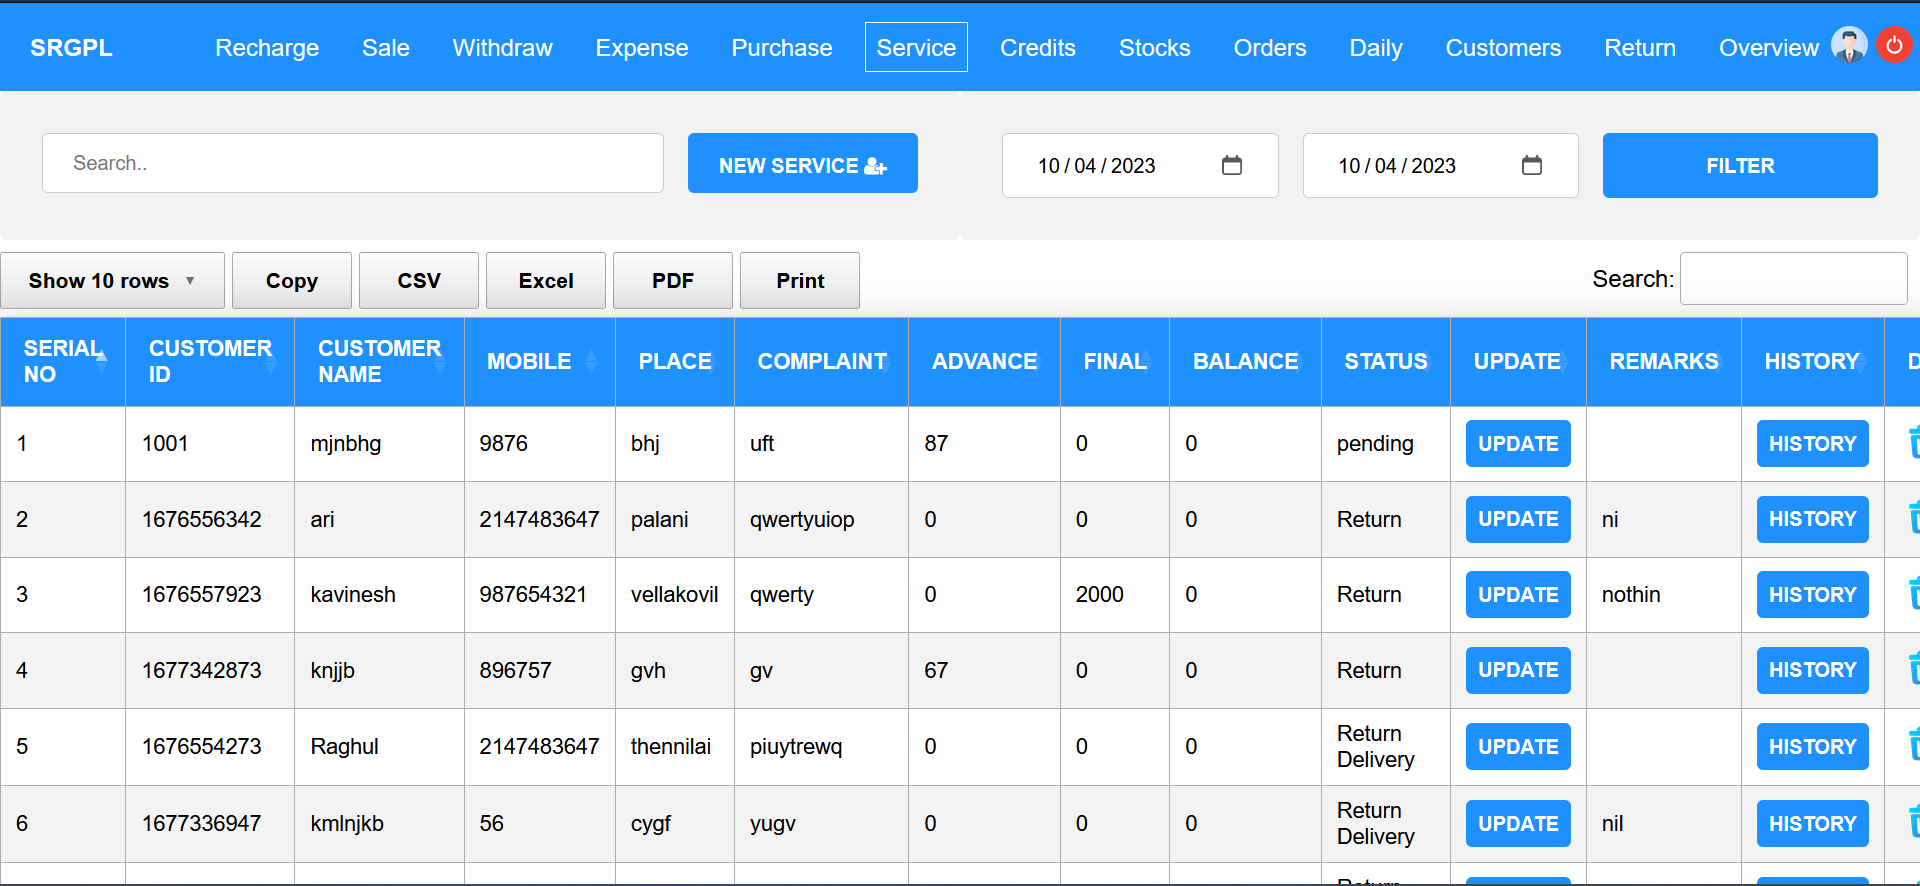 SRGPL Recharge Sale Withdraw Expense Purchase Service Credits Stocks Orders Daily Customers Return Overview
Search.. NEW SERVICE 10/04/2023 10/04/2023 FILTER
Show 10 rows ▼ Copy CSV Excel PDF Print Search:
SERIAL NO CUSTOMER ID CUSTOMER NAME MOBILE PLACE COMPLAINT ADVANCE FINAL BALANCE STATUS UPDATE REMARKS HISTORY
1 1001 mjnbhg 9876 bhj uft 87 0 0 pending UPDATE HISTORY
2 1676556342 ari 2147483647 palani qwertyuiop 0 0 0 Return UPDATE ni HISTORY
3 1676557923 kavinesh 987654321 vellakovil qwerty 0 2000 0 Return UPDATE nothin HISTORY
4 1677342873 knjjb 896757 gvh gv 67 0 0 Return UPDATE HISTORY
5 1676554273 Raghul 2147483647 thennilai piuytrewq 0 0 0 Return Delivery UPDATE HISTORY
6 1677336947 kmlnjkb 56 cygf yugv 0 0 0 Return Delivery UPDATE nil HISTORY